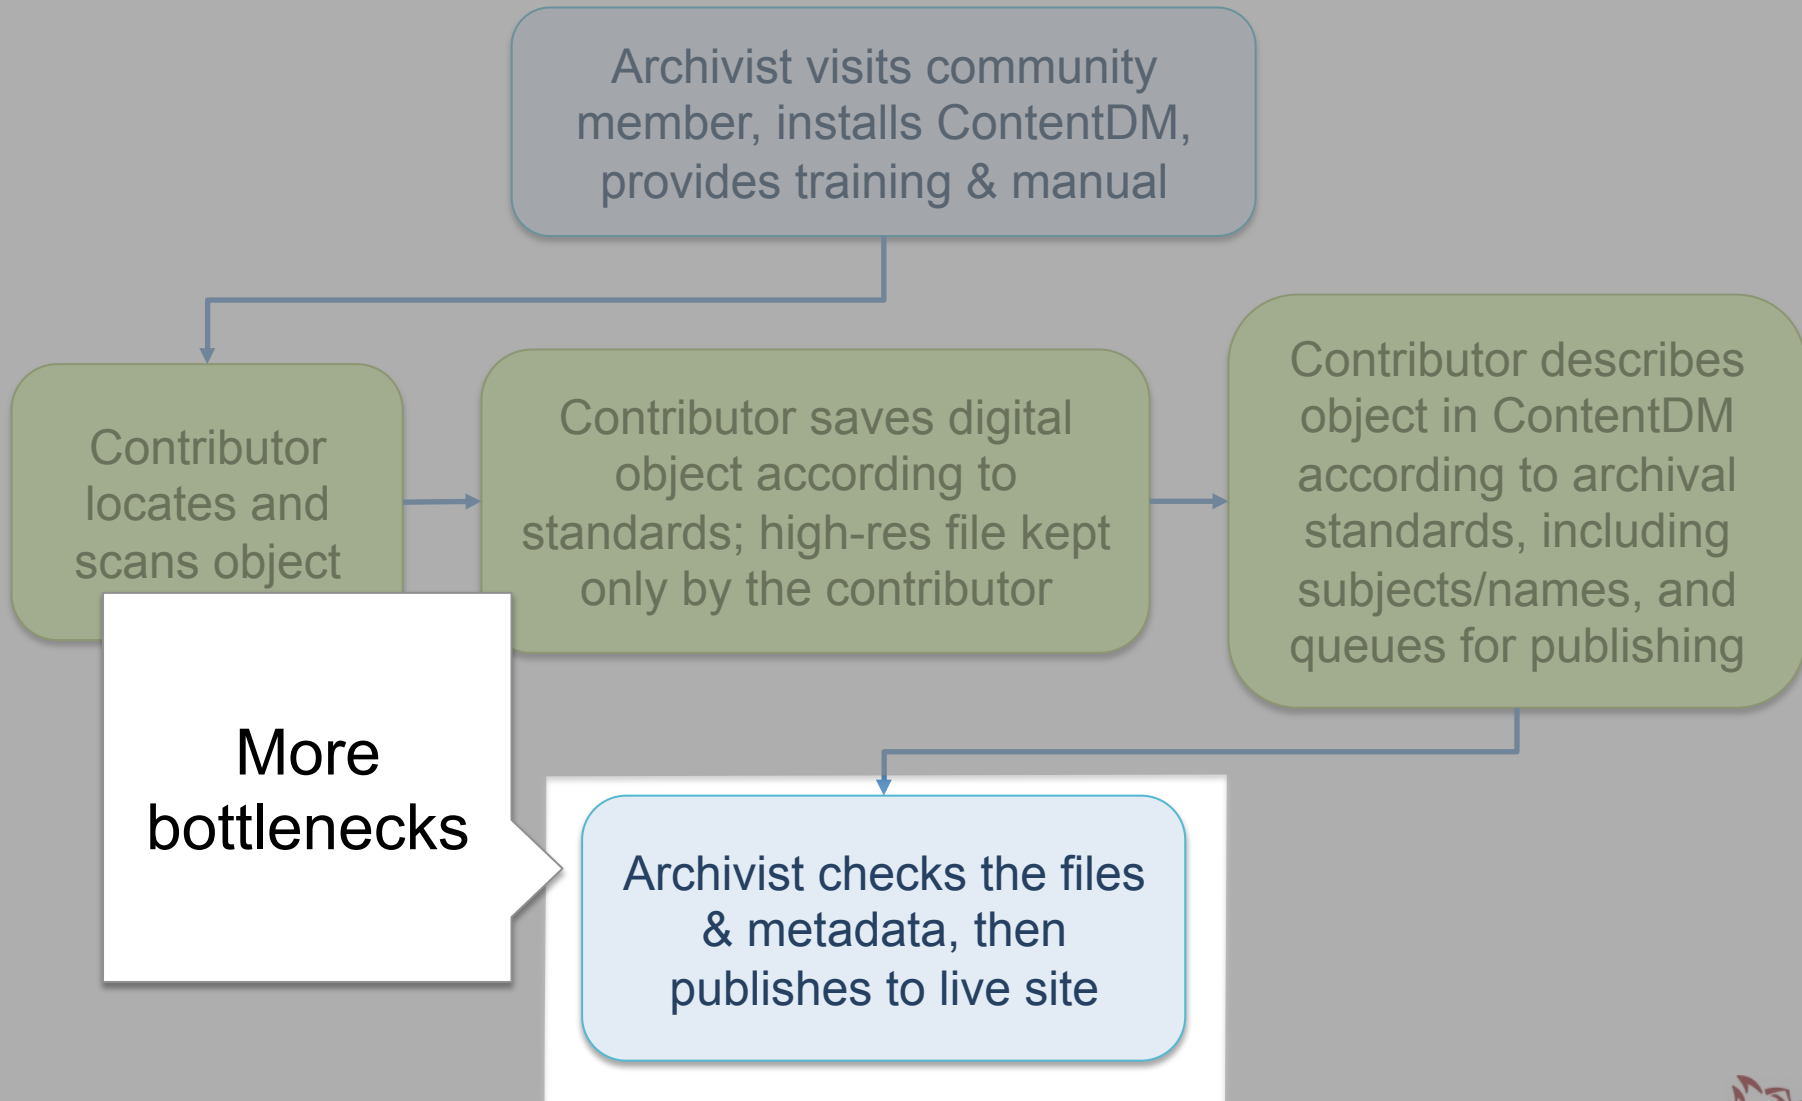 Archivist visits community
member, installs ContentDM,
provides training & manual
Contributor
locates and
scans object
Contributor saves digital
object according to
standards; high-res file kept
only by the contributor
Contributor describes
object in ContentDM
according to archival
standards, including
subjects/names, and
queues for publishing
More
bottlenecks
Archivist checks the files
& metadata, then
publishes to live site